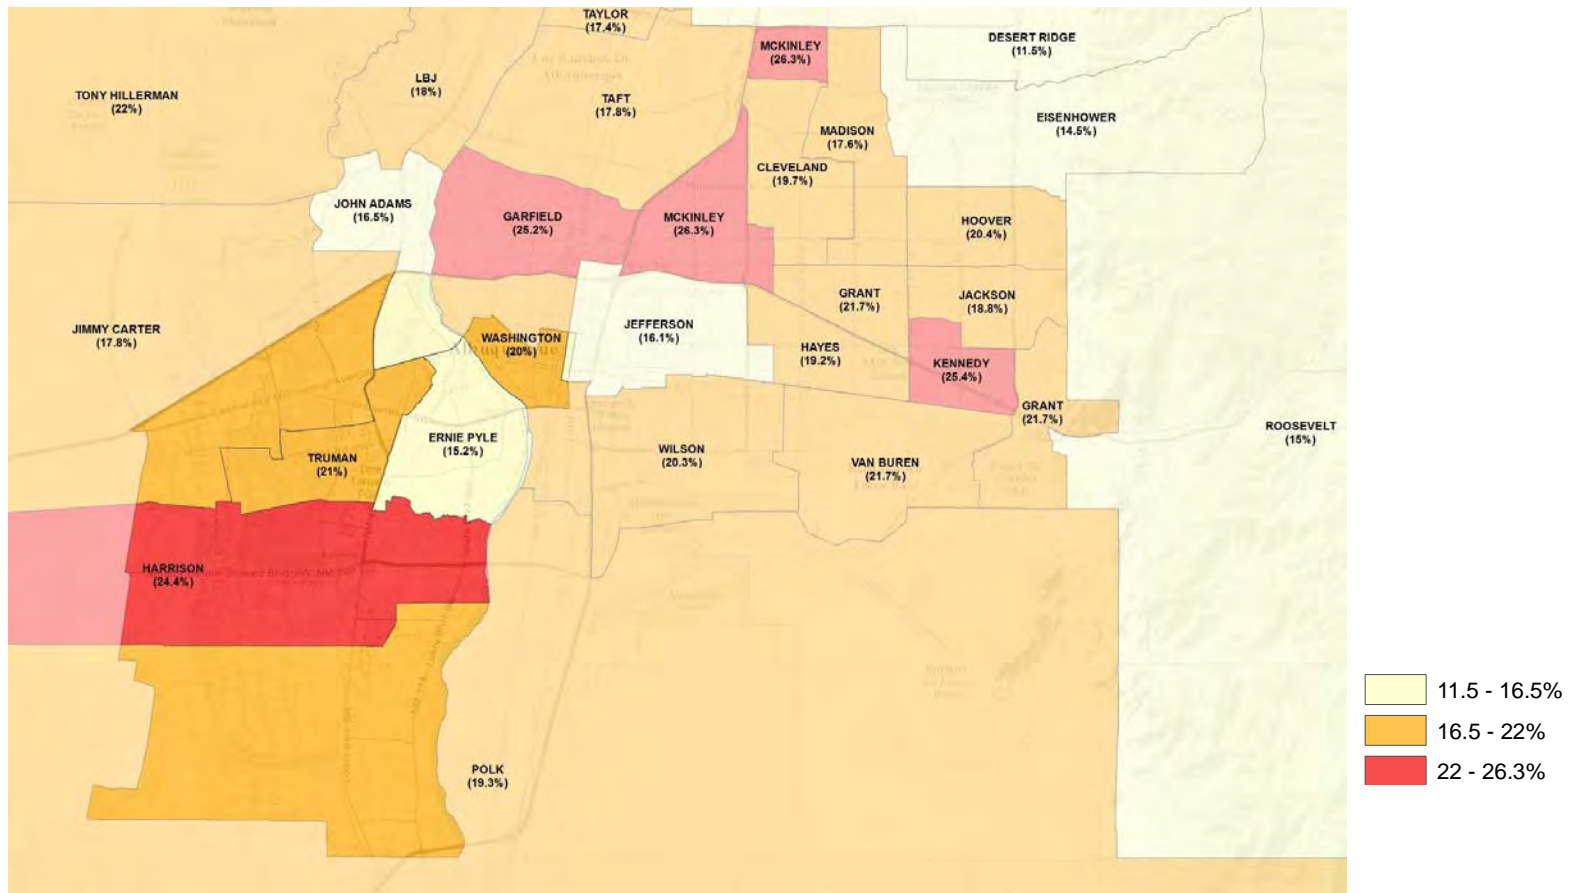 TAYLOR
(17.4%)
MCKINLEY
(26.3%)
DESERT RIDGE
(11.5%)
LBJ
(18%)
TONY HILLERMAN
(22%)
TAFT
(17.8%)
EISENHOWER
(14.5%)
MADISON
(17.6%)
CLEVELAND
(19.7%)
JOHN ADAMS
(16.5%)
GARFIELD
(25.2%)
MCKINLEY
(26.3%)
HOOVER
(20.4%)
GRANT
(21.7%)
JACKSON
(18.8%)
JIMMY CARTER
(17.8%)
WASHINGTON
(20%)
Albuquerque
JEFFERSON
(16.1%)
HAYES
(19.2%)
KENNEDY
(25.4%)
GRANT
(21.7%)
ROOSEVELT
(15%)
ERNIE PYLE
(15.2%)
TRUMAN
(21%)
WILSON
(20.3%)
VAN BUREN
(21.7%)
HARRISON
(24.4%)
POLK
(19.3%)
11.5 - 16.5%
16.5 - 22%
22 - 26.3%